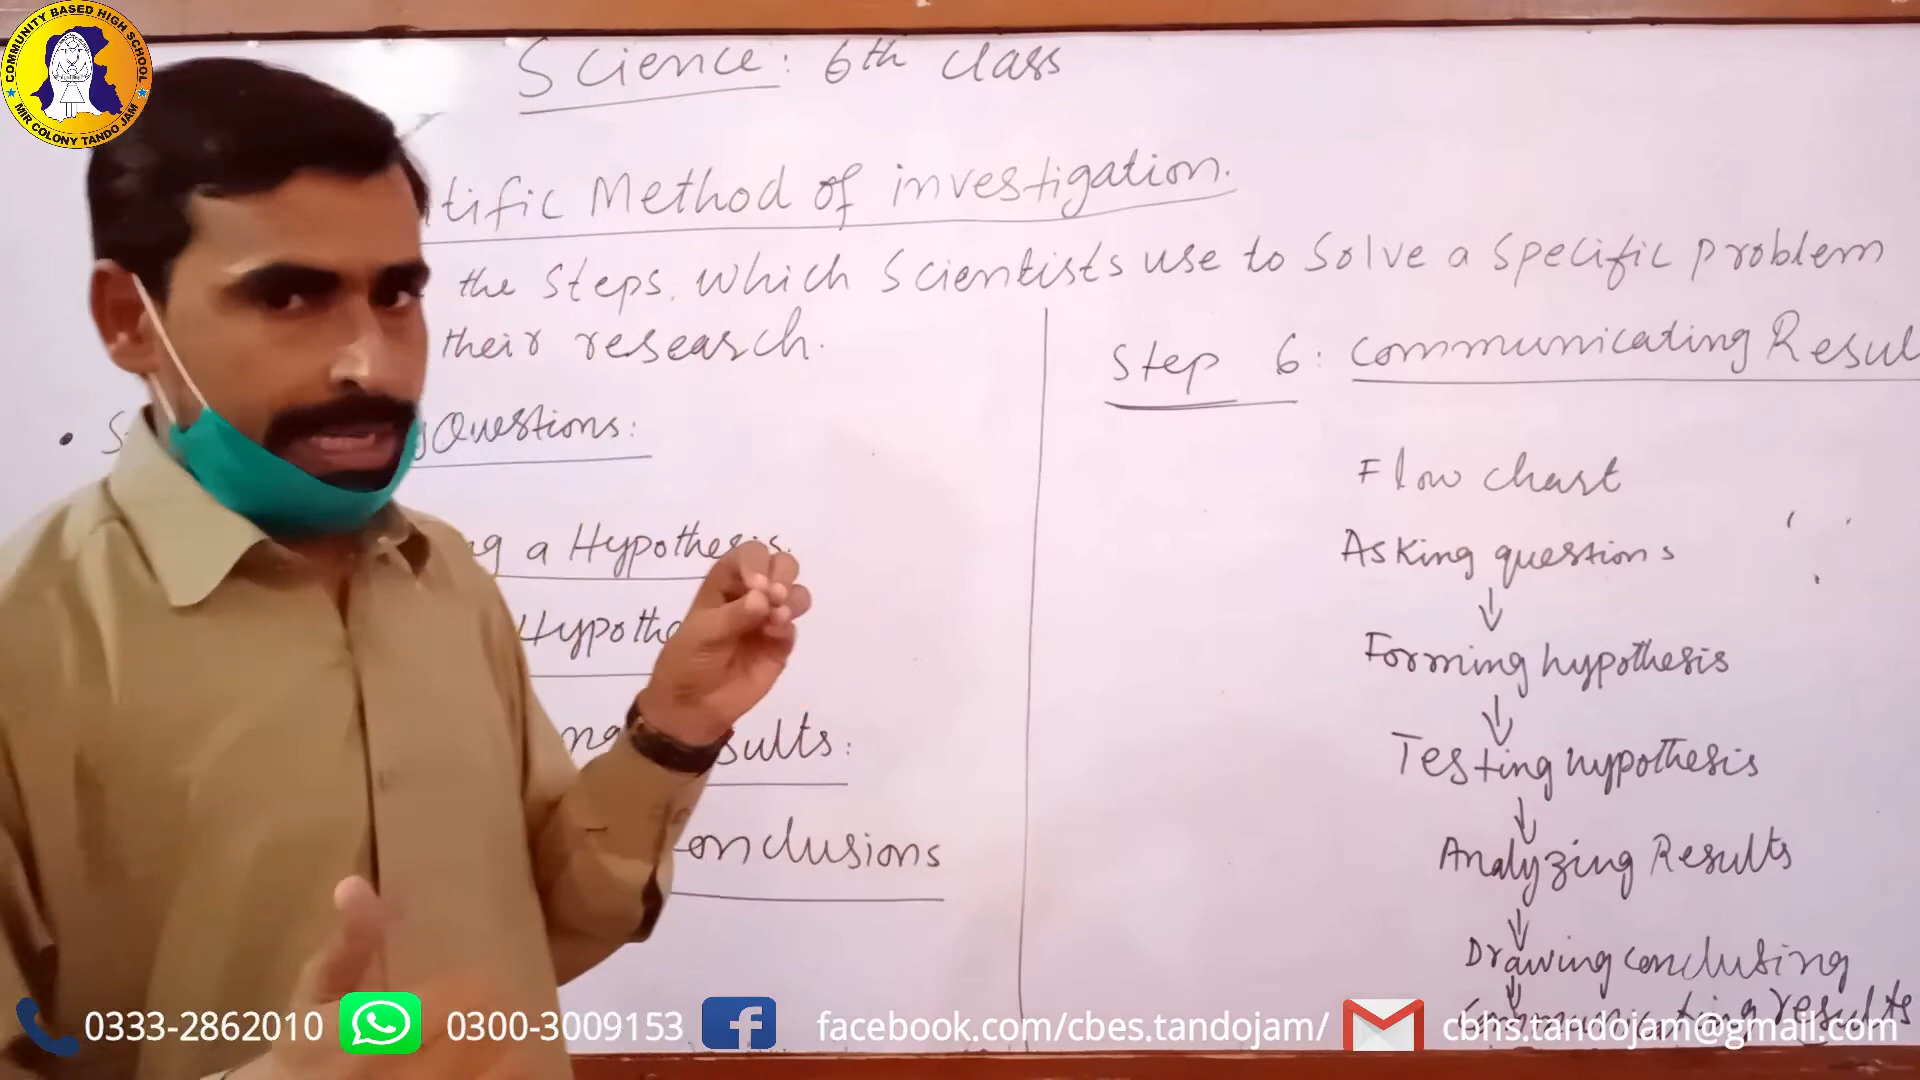 COMMUNITY BASED HIGH SCHOOL
MIR COLONY TANDO JAM
Science: 6th class
tific Method of investigation.
the Steps. which Scientists use to Solve a Specific problem
their research.
Questions:
a Hypothesis.
Hypothe
sults:
onclusions
Step 6: Communicating Resul
Flow chart
Asking questions
Forming hypothesis
Testing hypothesis
Analyzing Results
Drawing conclusing
results
0333-2862010 0300-3009153 facebook.com/cbes.tandojam/ cbhs.tandojam@gmail.com